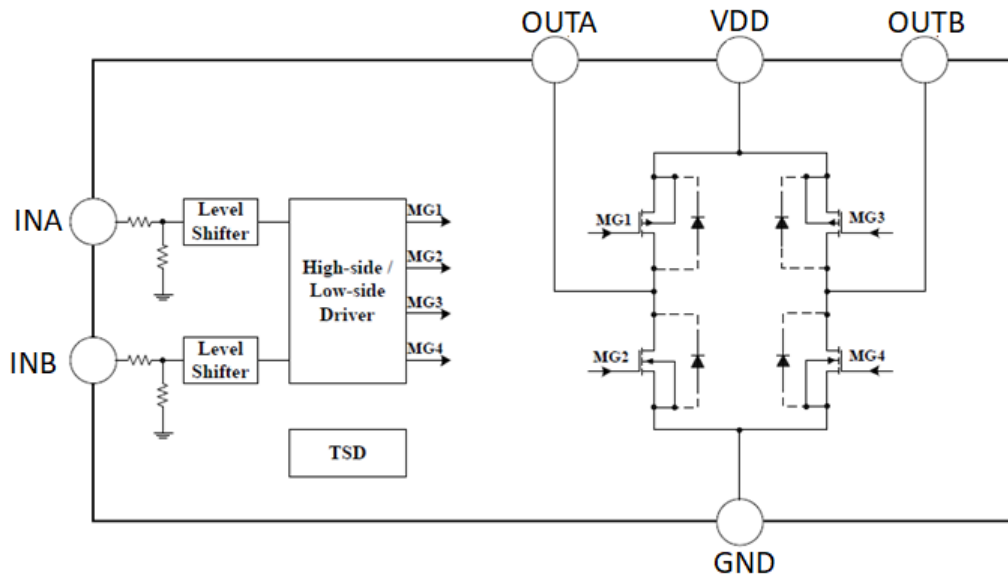 OUTA
VDD
OUTB
INA
Level
Shifter
High-side /
Low-side
Driver
MG1
MG2
MG3
MG4
INB
Level
Shifter
TSD
MG1
MG3
MG2
MG4
GND